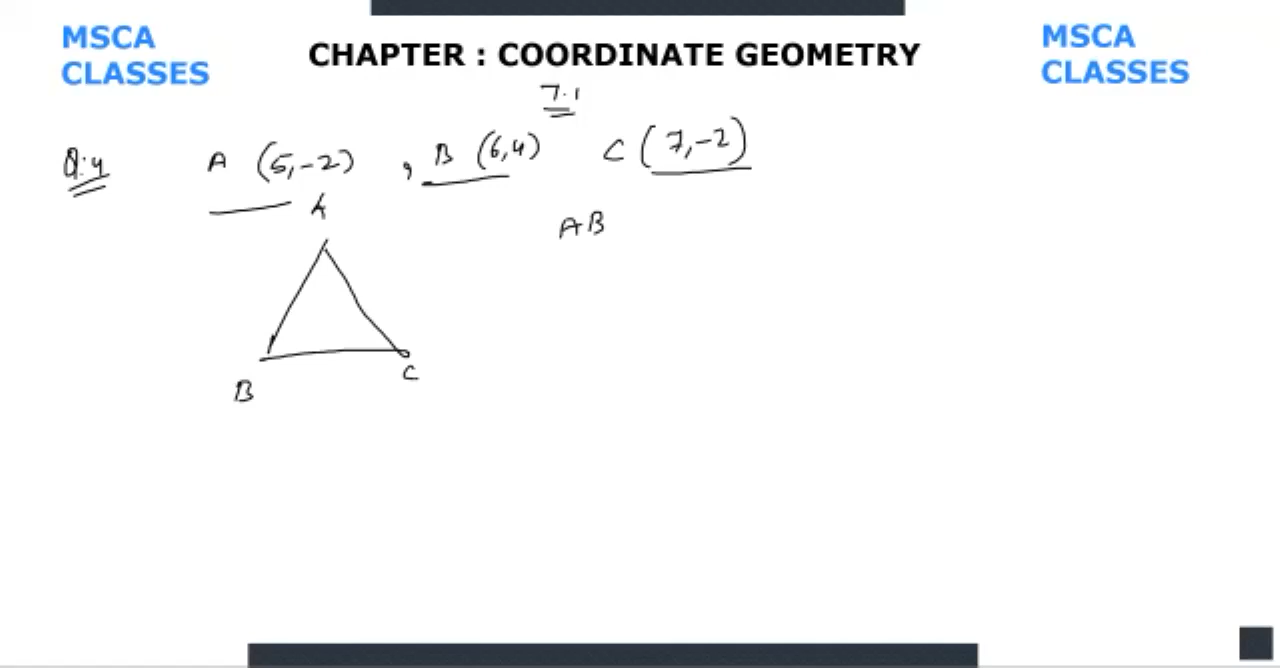 MSCA
CLASSES
CHAPTER : COORDINATE GEOMETRY
MSCA
CLASSES
7.1
Q.4 A (5,-2) , B (6,4) C (7,-2)
A
AB
B C